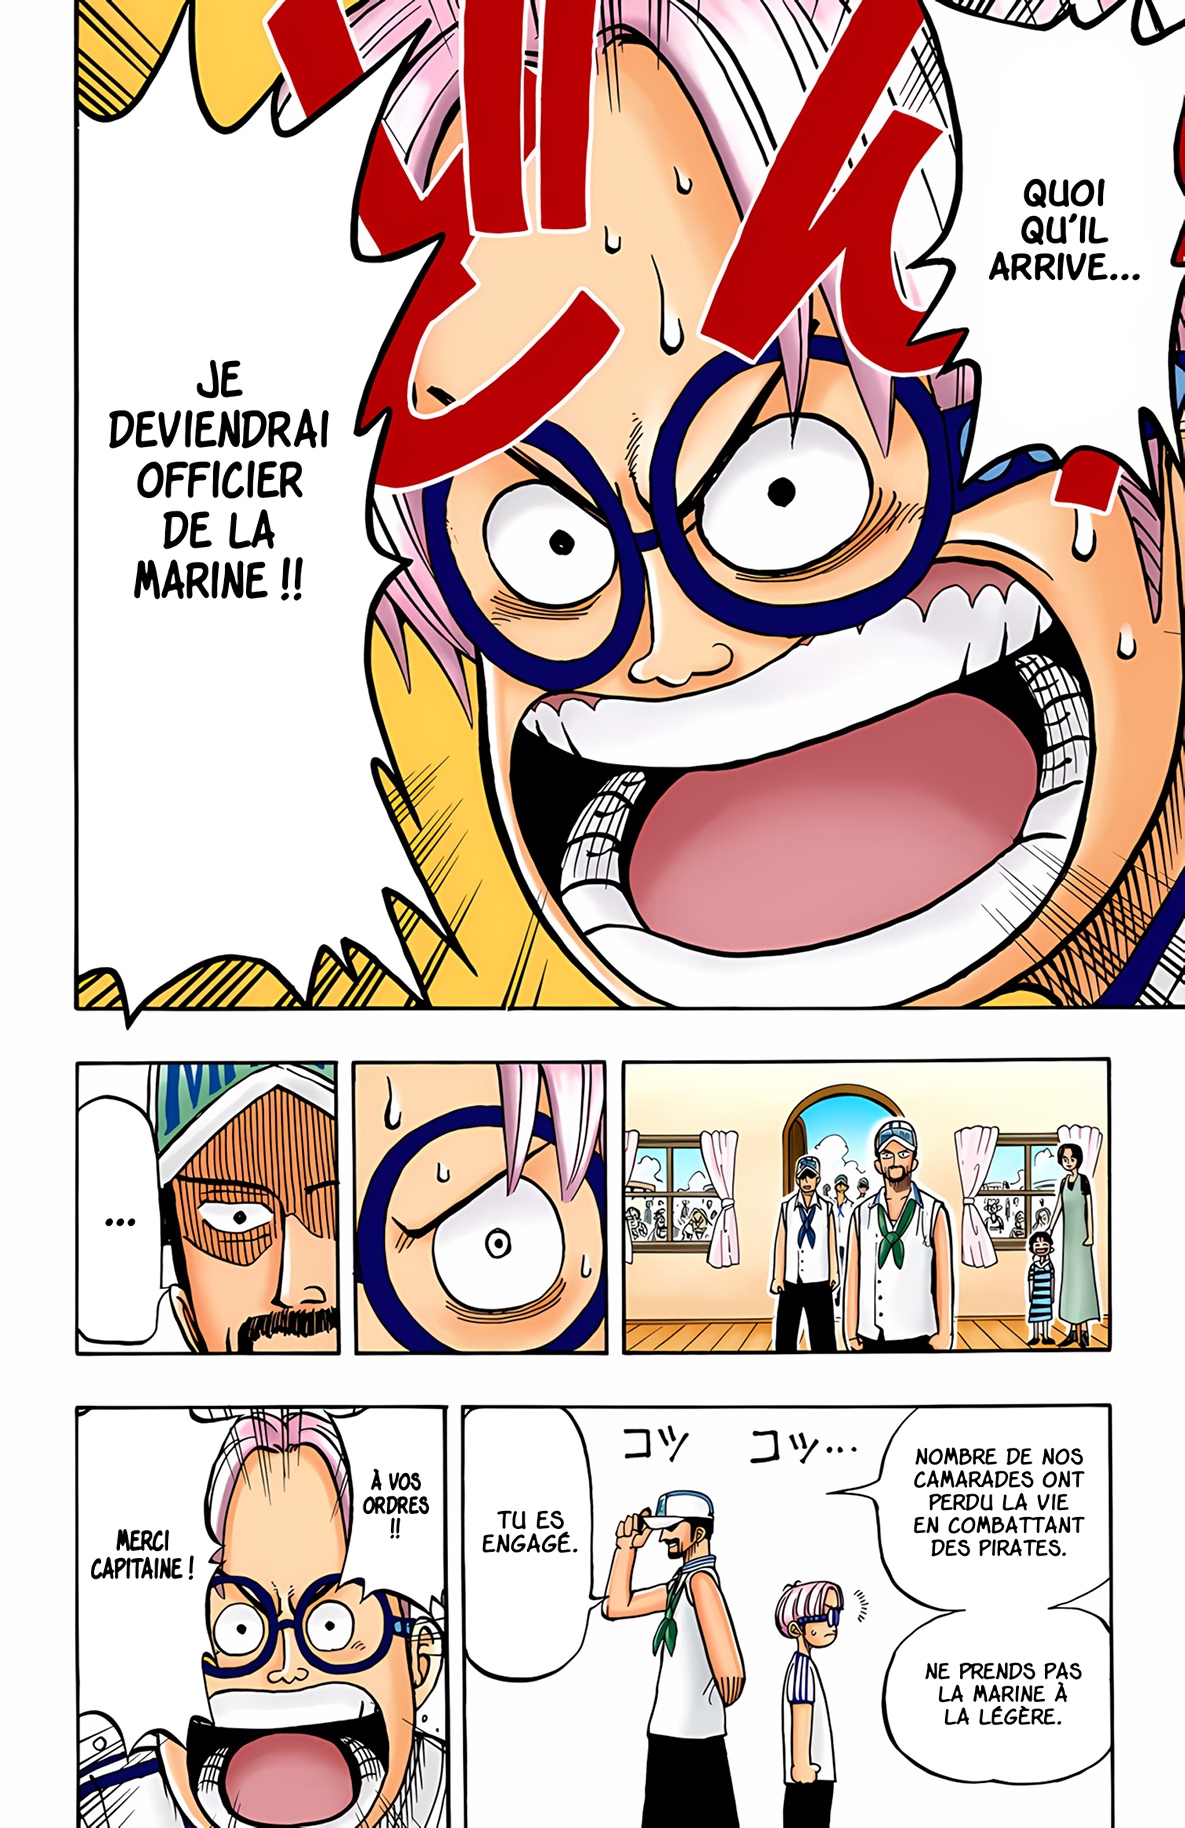 QUOI
QU'IL
ARRIVE...
JE
DEVIENDRAI
OFFICIER
DE LA
MARINE !!
...
NOMBRE DE NOS
CAMARADES ONT
PERDU LA VIE
EN COMBATTANT
DES PIRATES.
コツ
コツ...
NE PRENDS PAS
LA MARINE À
LA LÉGÈRE.
TU ES
ENGAGÉ.
À VOS
ORDRES
!!
MERCI
CAPITAINE !